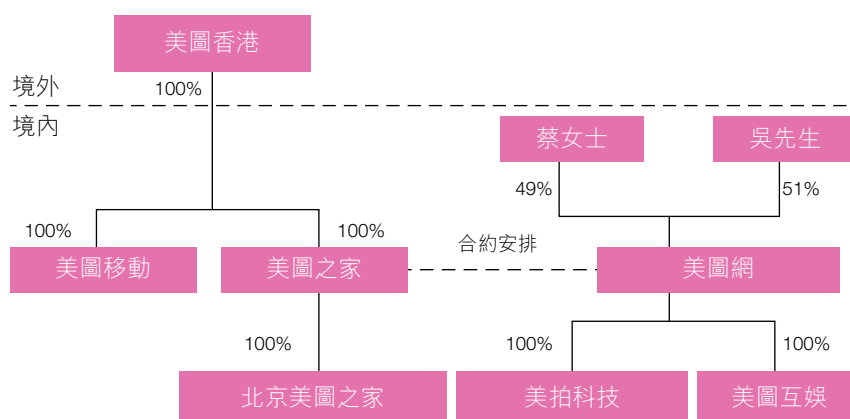 美圖香港
100%
境外
境內
蔡女士
吳先生
49%
51%
100%
100%
合約安排
美圖移動
美圖之家
美圖網
100%
100%
100%
北京美圖之家
美拍科技
美圖互娛